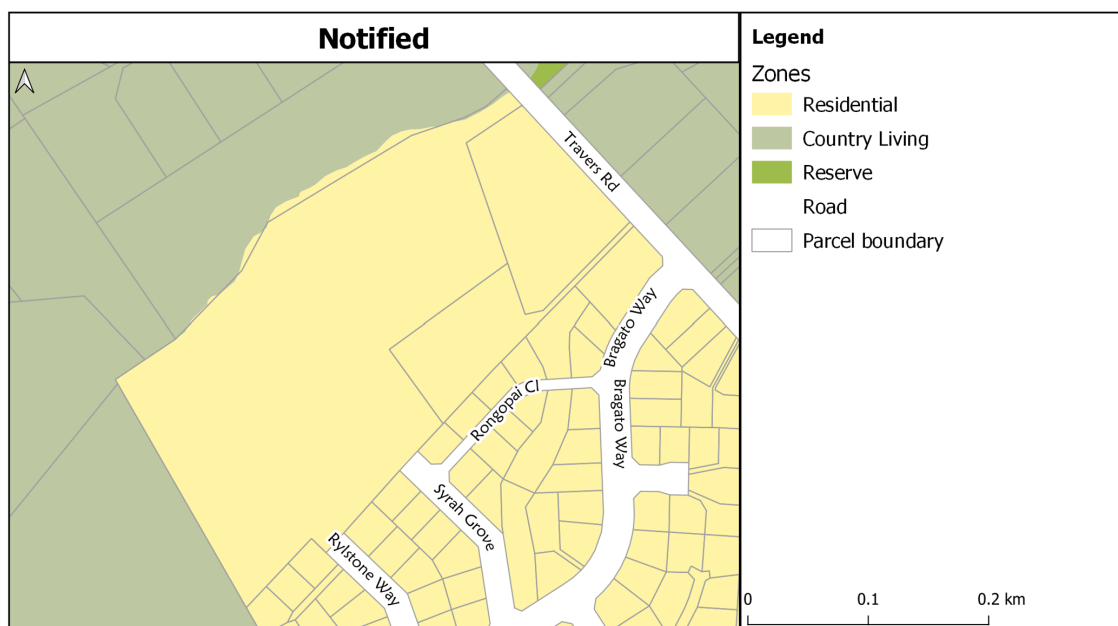 Notified
Legend
Zones
Residential
Country Living
Reserve
Road
Parcel boundary
Travers Rd
Bragato Way
Rongopai Cl
Bragato Way
Syrah Grove
Rylstone Way
0 0.1 0.2 km